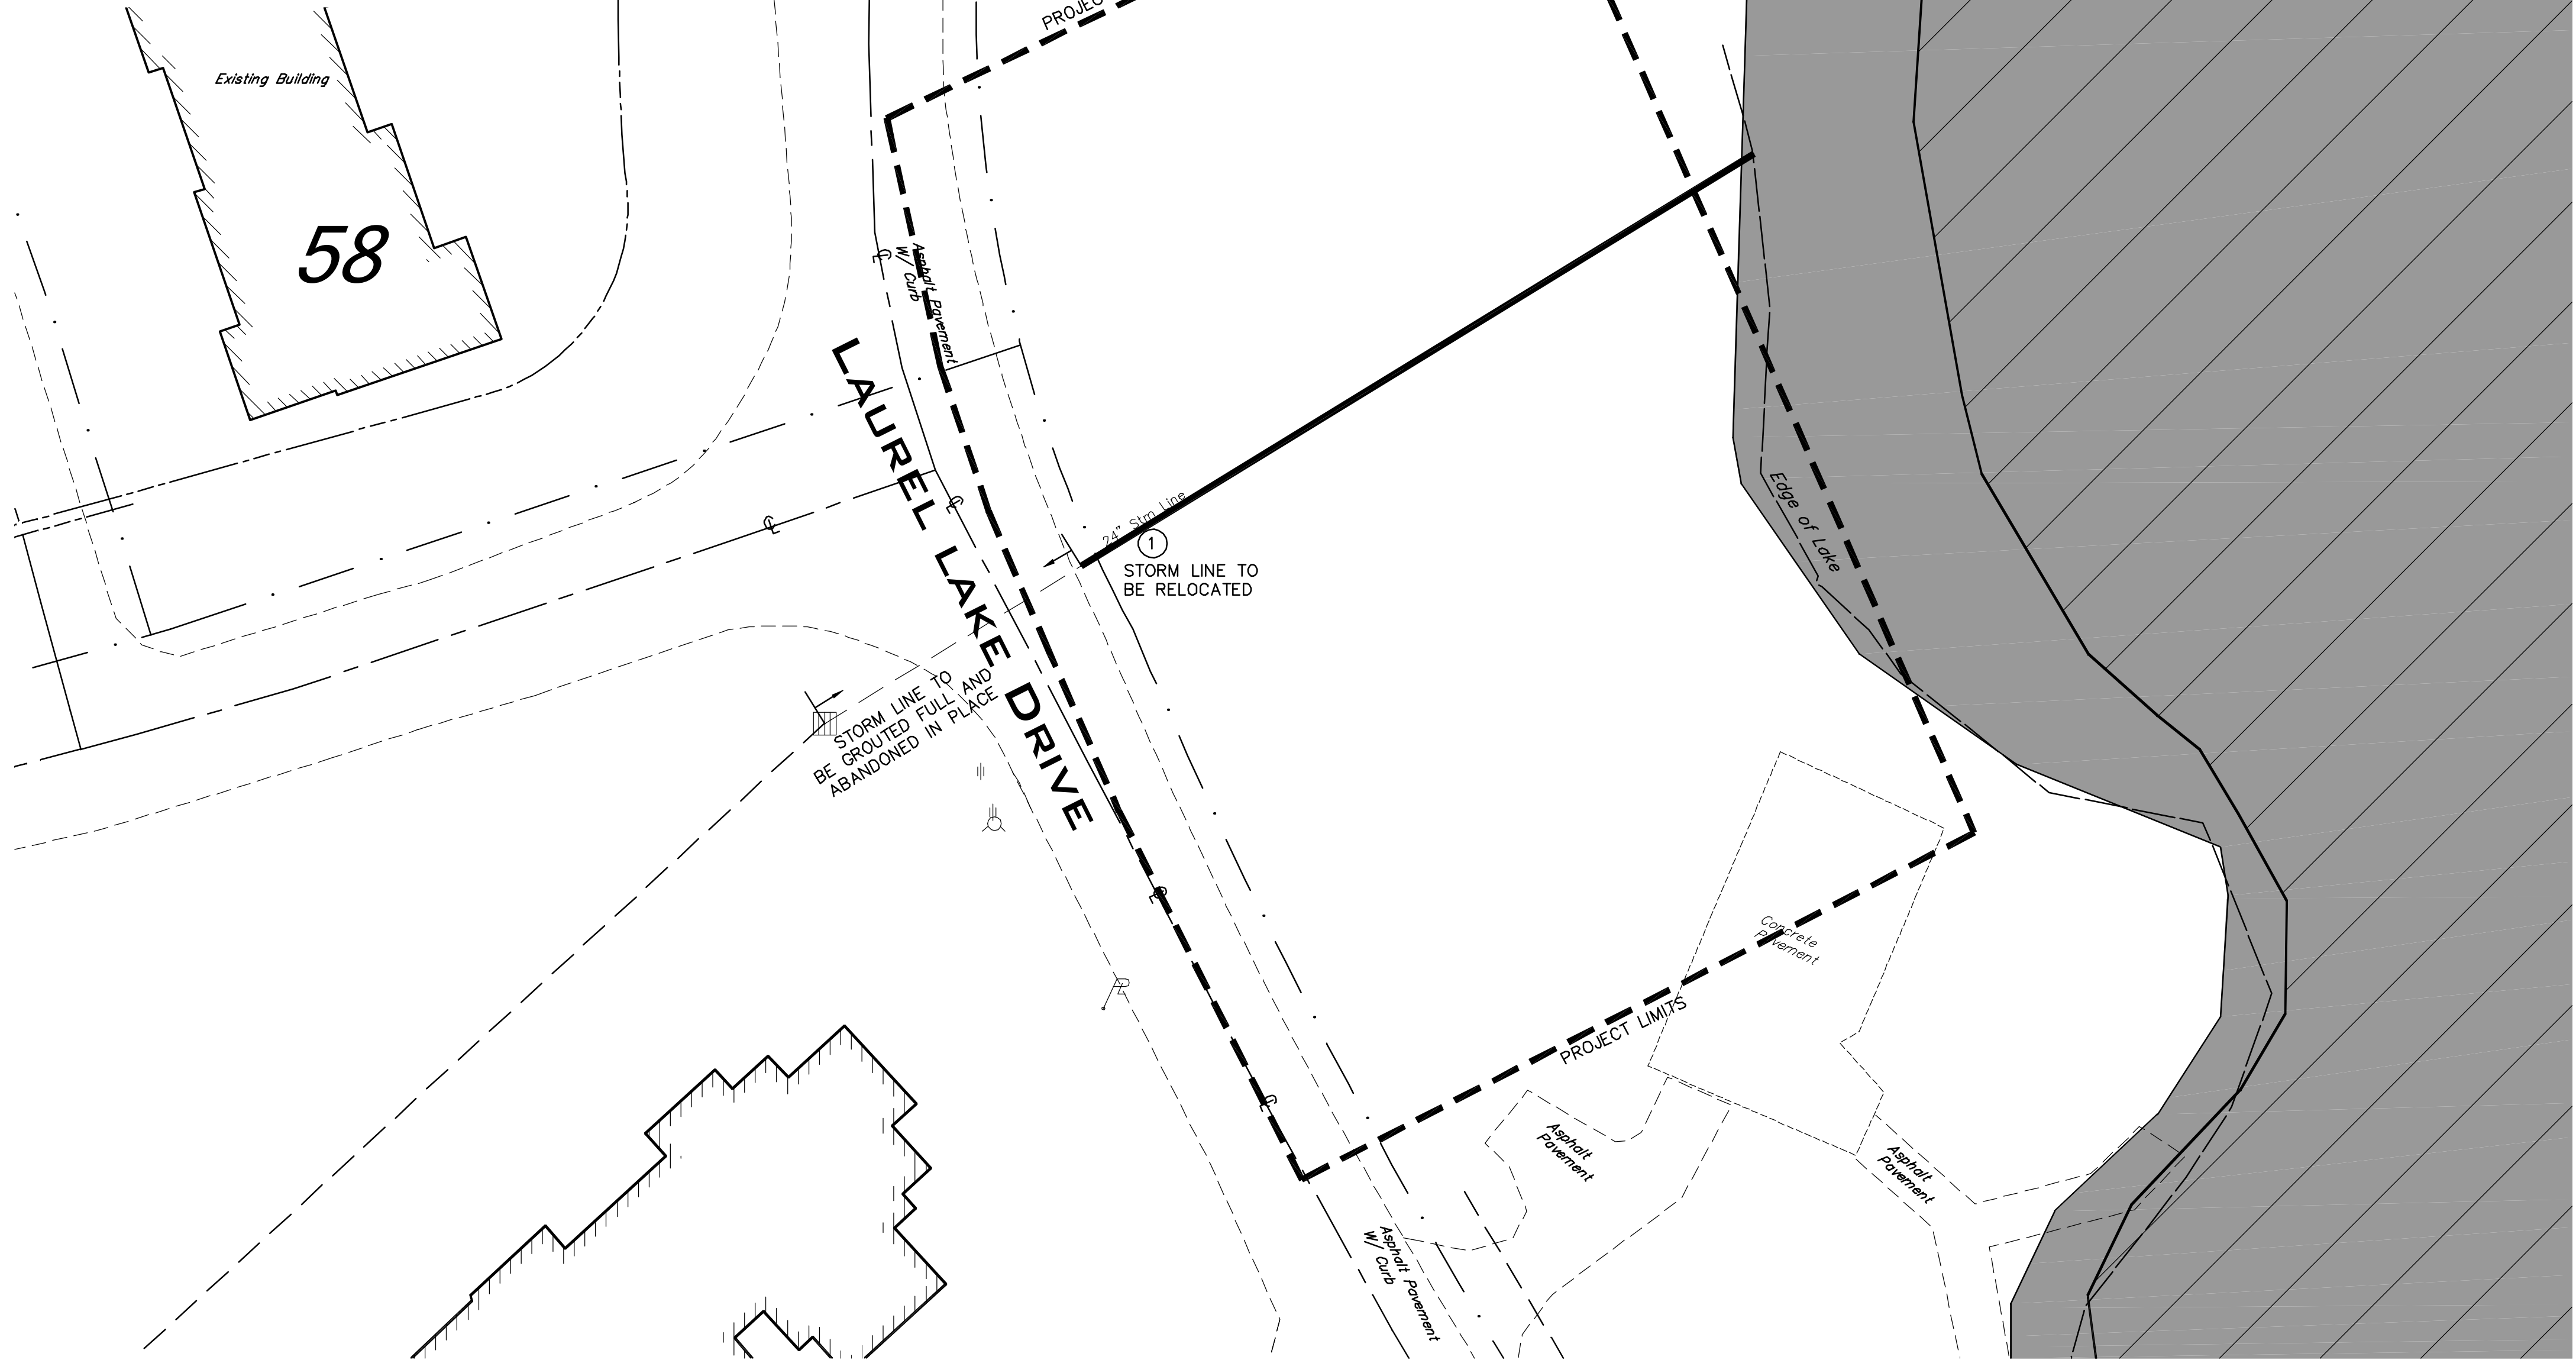 PROJEC
Existing Building
58
Asphalt Pavement
W/ Curb
LAUREL LAKE DRIVE
24" Stm Line
1
STORM LINE TO
BE RELOCATED
Edge of Lake
STORM LINE TO
BE GROUTED FULL AND
ABANDONED IN PLACE
Concrete
Pavement
PROJECT LIMITS
Asphalt
Pavement
Asphalt
Pavement
Asphalt Pavement
W/ Curb